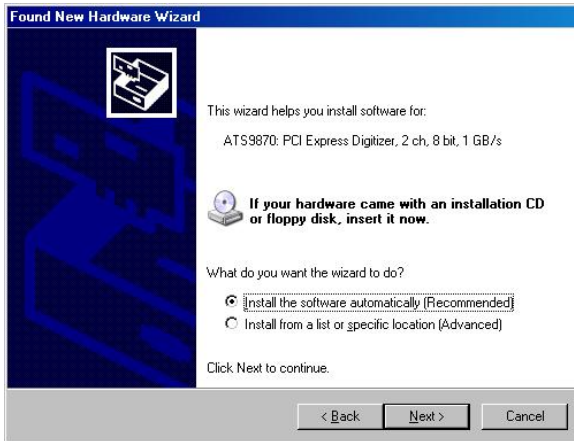 Found New Hardware Wizard
This wizard helps you install software for:
ATS9870: PCI Express Digitizer, 2 ch, 8 bit, 1 GB/s
If your hardware came with an installation CD
or floppy disk, insert it now.
What do you want the wizard to do?
Install the software automatically (Recommended)
Install from a list or specific location (Advanced)
Click Next to continue.
< Back Next > Cancel